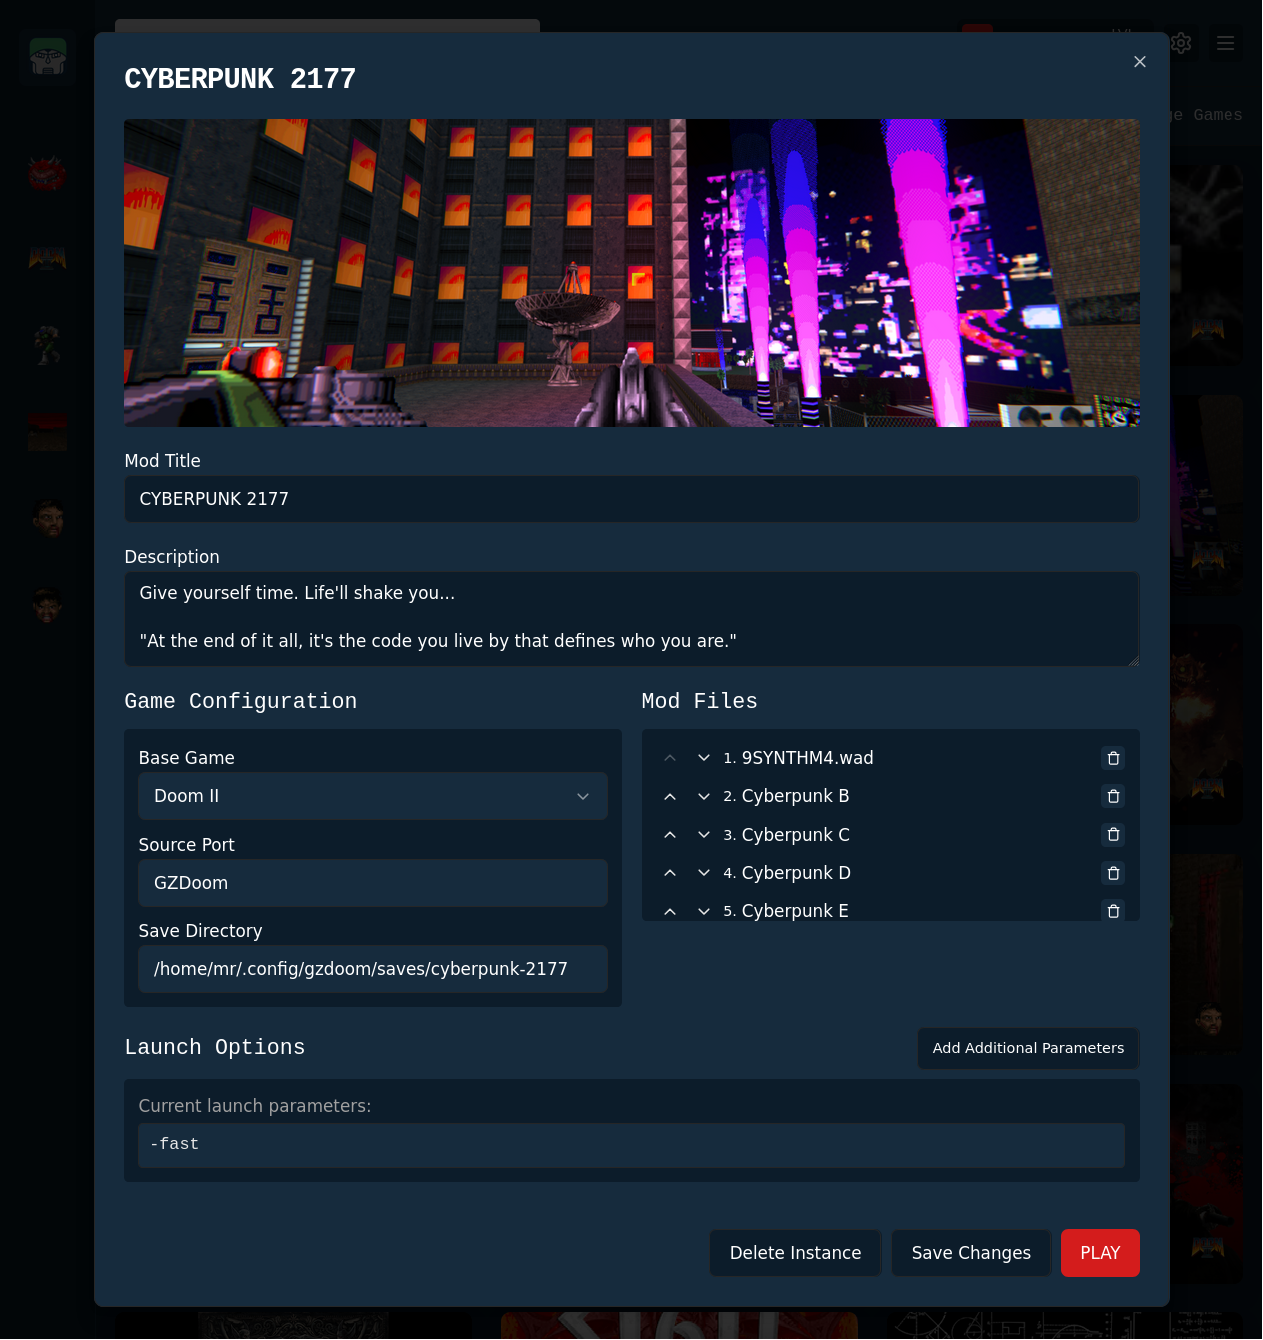 CYBERPUNK 2177
Games
Mod Title
CYBERPUNK 2177
Description
Give yourself time. Life'll shake you...
"At the end of it all, it's the code you live by that defines who you are."
Game Configuration
Mod Files
Base Game
Doom II
Source Port
GZDoom
Save Directory
/home/mr/.config/gzdoom/saves/cyberpunk-2177
1. 9SYNTHM4.wad
2. Cyberpunk B
3. Cyberpunk C
4. Cyberpunk D
5. Cyberpunk E
Launch Options
Add Additional Parameters
Current launch parameters:
-fast
Delete Instance
Save Changes
PLAY